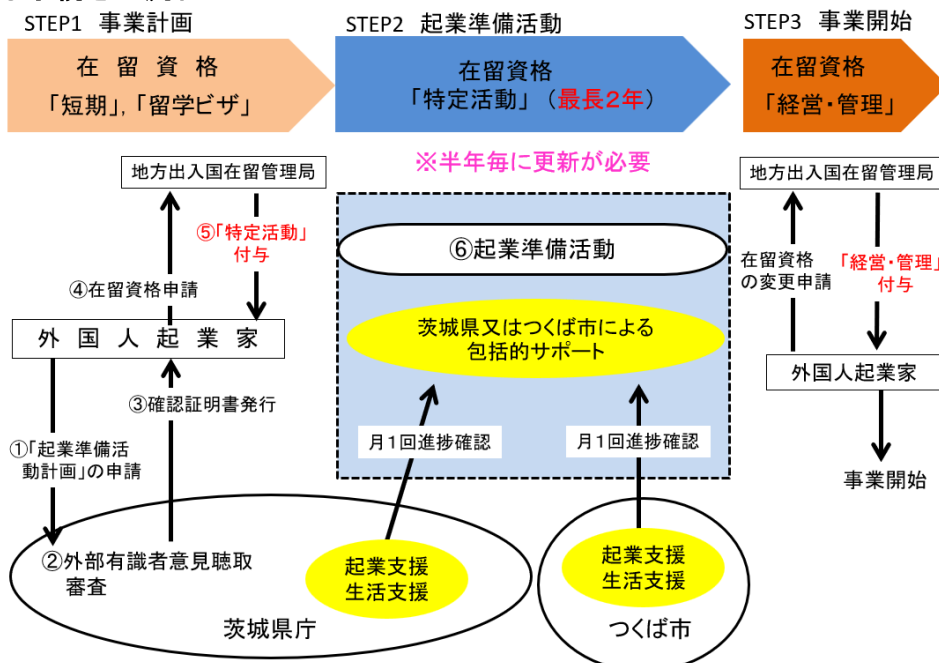 STEP1 事業計画
STEP2 起業準備活動
STEP3 事業開始
在留資格
「短期」,「留学ビザ」
在留資格
「特定活動」(最長2年)
在留資格
「経営・管理」
※半年毎に更新が必要
地方出入国在留管理局
⑤「特定活動」
付与
④在留資格申請
外国人起業家
③確認証明書発行
①「起業準備活
動計画」の申請
②外部有識者意見聴取
審査
起業支援
生活支援
茨城県庁
⑥起業準備活動
茨城県又はつくば市による
包括的サポート
月1回進捗確認
月1回進捗確認
起業支援
生活支援
つくば市
地方出入国在留管理局
在留資格
の変更申請
「経営・管理」
付与
外国人起業家
事業開始